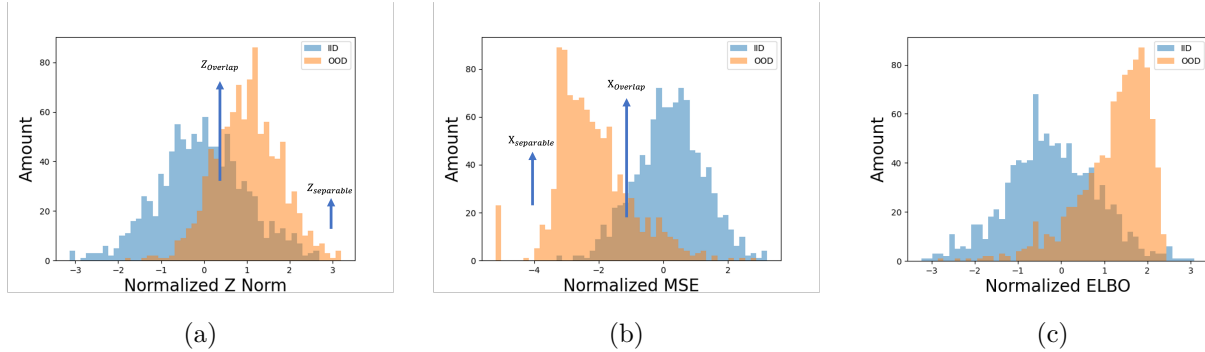 IID
OOD
Z_Overlap
Z_separable
Amount
80
60
40
20
0
−3
−2
−1
0
1
2
3
Normalized Z Norm
(a)
IID
OOD
X_Overlap
X_separable
Amount
80
60
40
20
0
−4
−2
0
2
Normalized MSE
(b)
IID
OOD
Amount
80
60
40
20
0
−3
−2
−1
0
1
2
3
Normalized ELBO
(c)